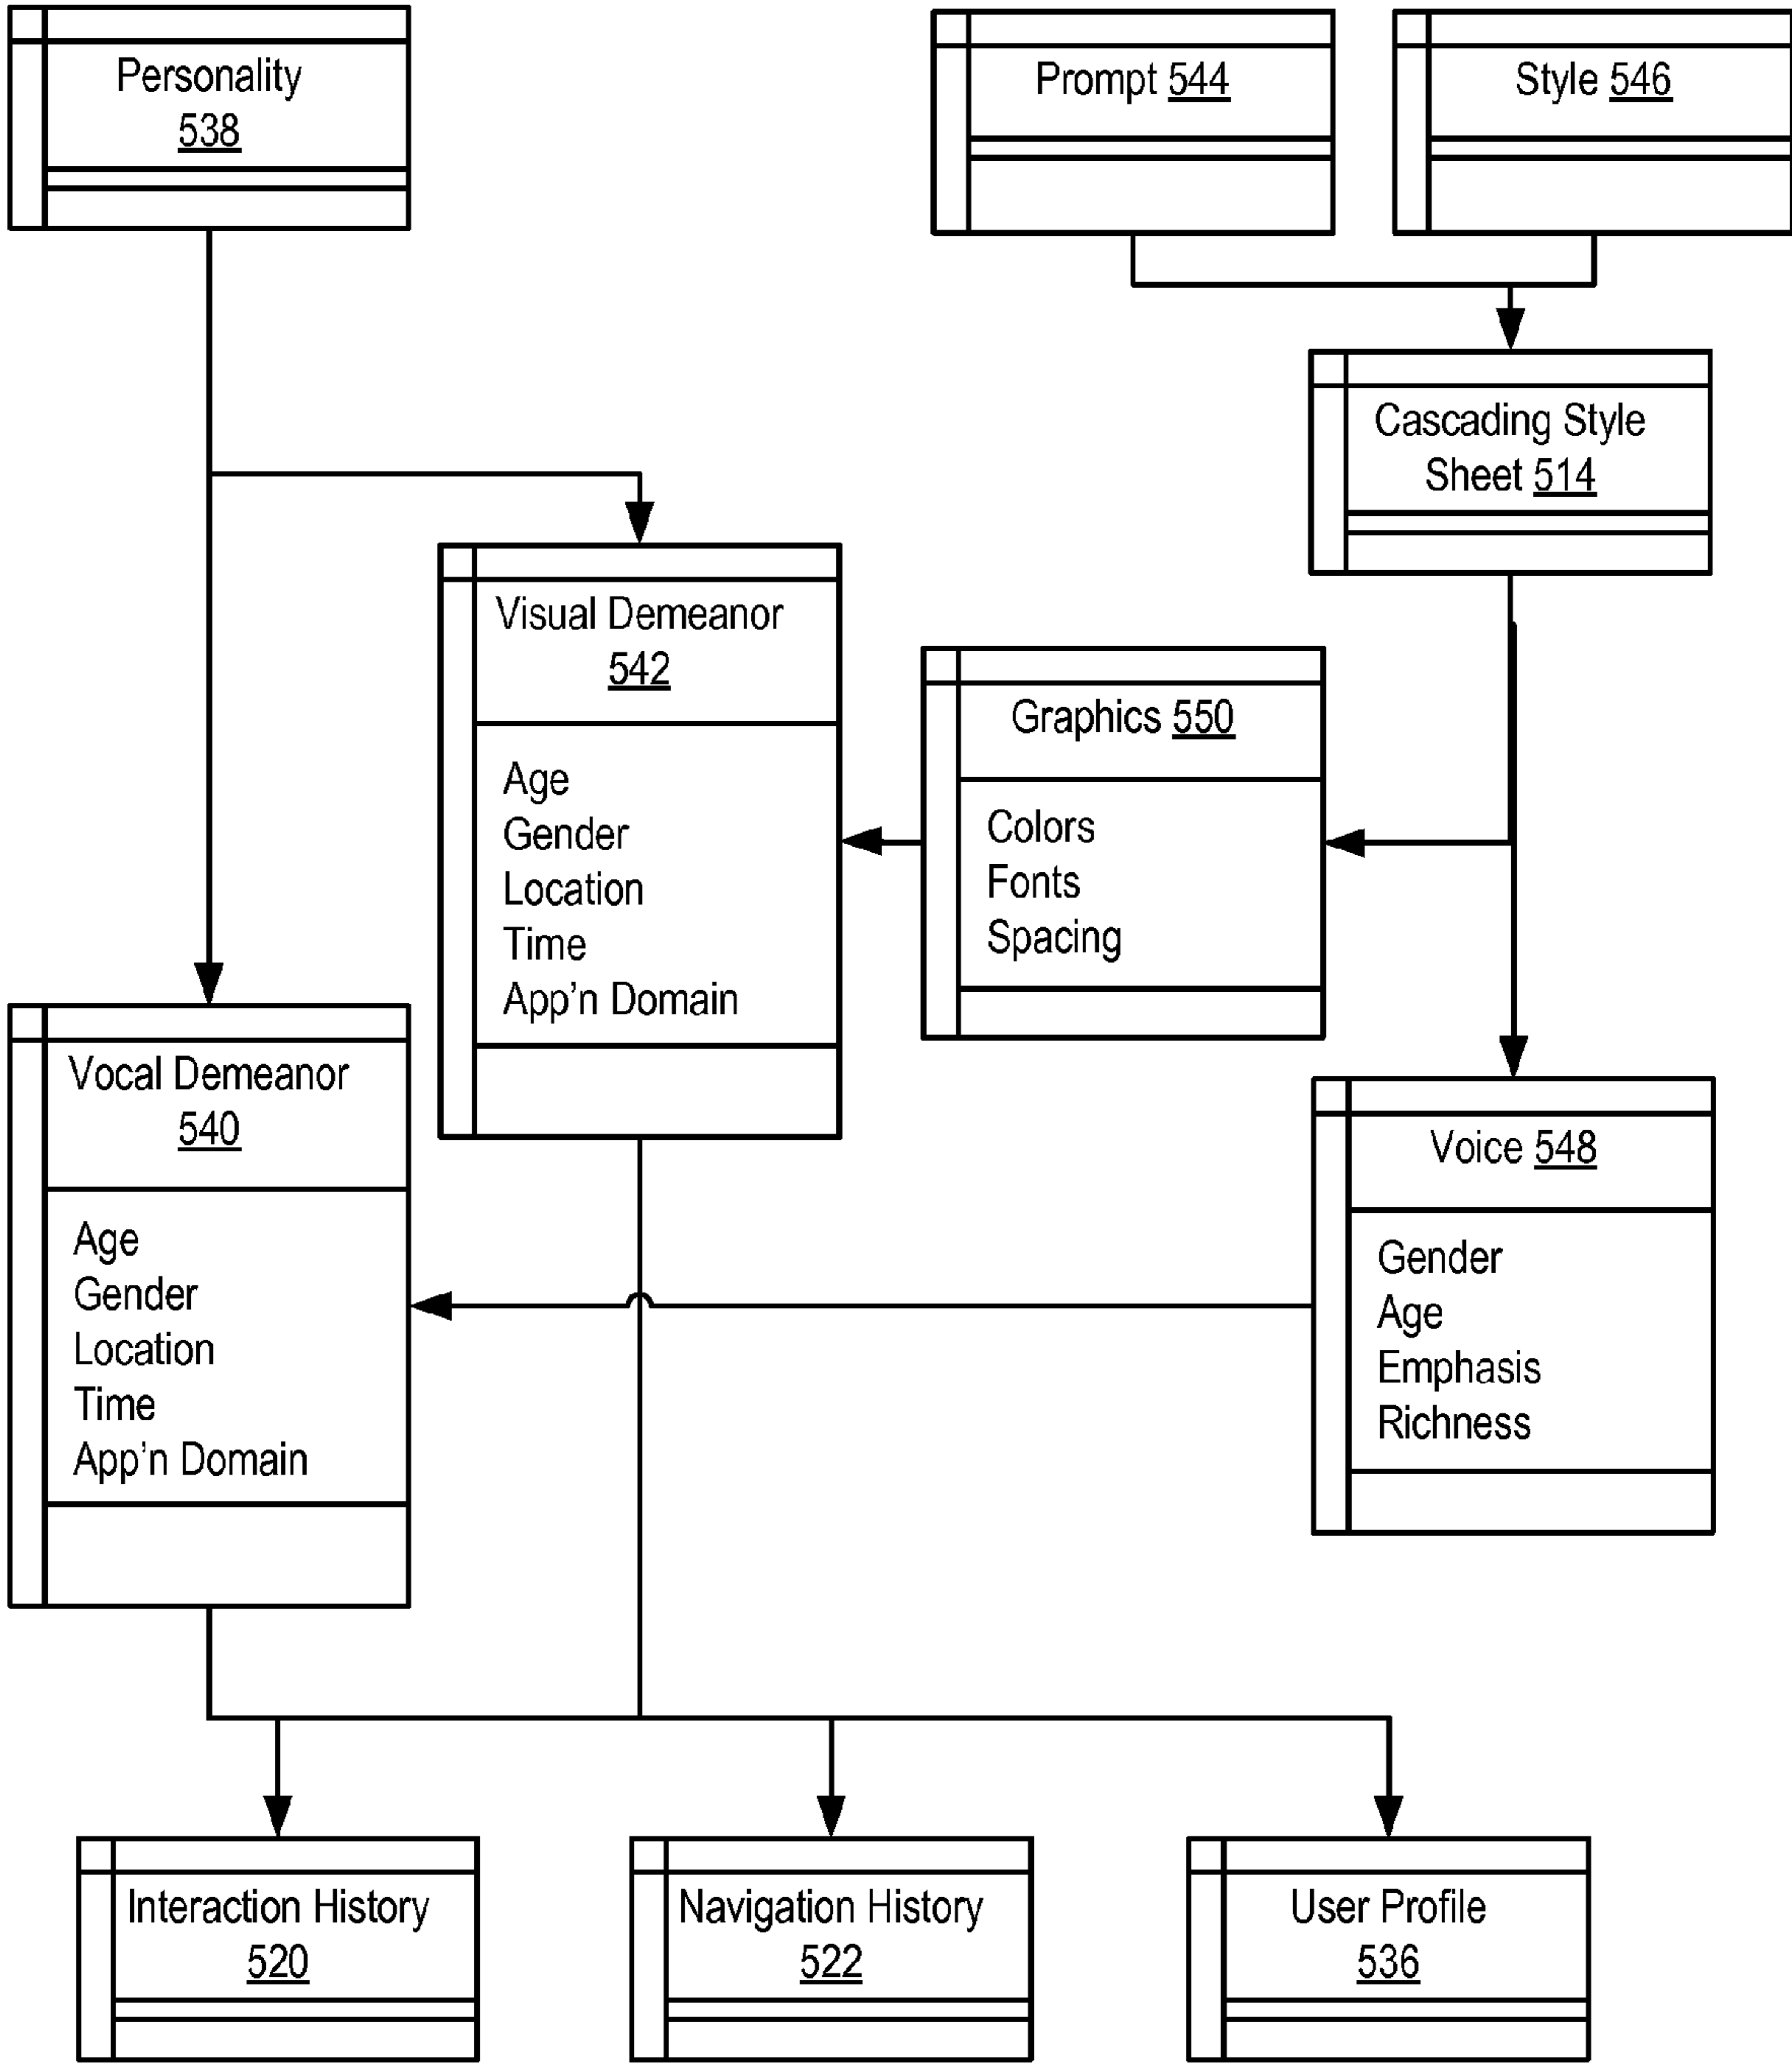 Personality
538
Prompt 544
Style 546
Cascading Style
Sheet 514
Visual Demeanor
542
Age
Gender
Location
Time
App’n Domain
Graphics 550
Colors
Fonts
Spacing
Vocal Demeanor
540
Age
Gender
Location
Time
App’n Domain
Voice 548
Gender
Age
Emphasis
Richness
Interaction History
520
Navigation History
522
User Profile
536